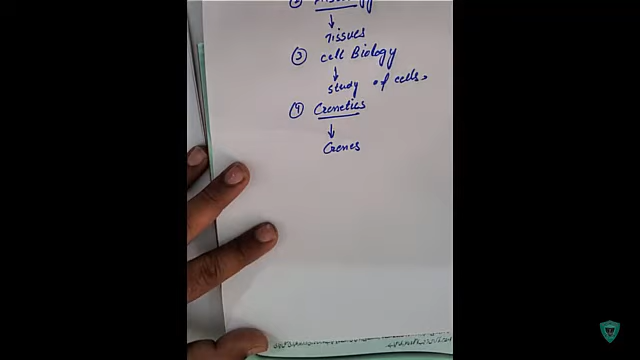 Tissues
③ cell Biology
study of cells.
④ Genetics
Genes